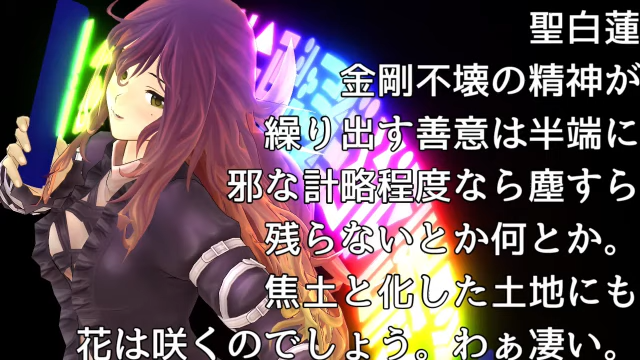 聖白蓮
金剛不壊の精神が
繰り出す善意は半端に
邪な計略程度なら塵すら
残らないとか何とか。
焦土と化した土地にも
花は咲くのでしょう。わぁ凄い。